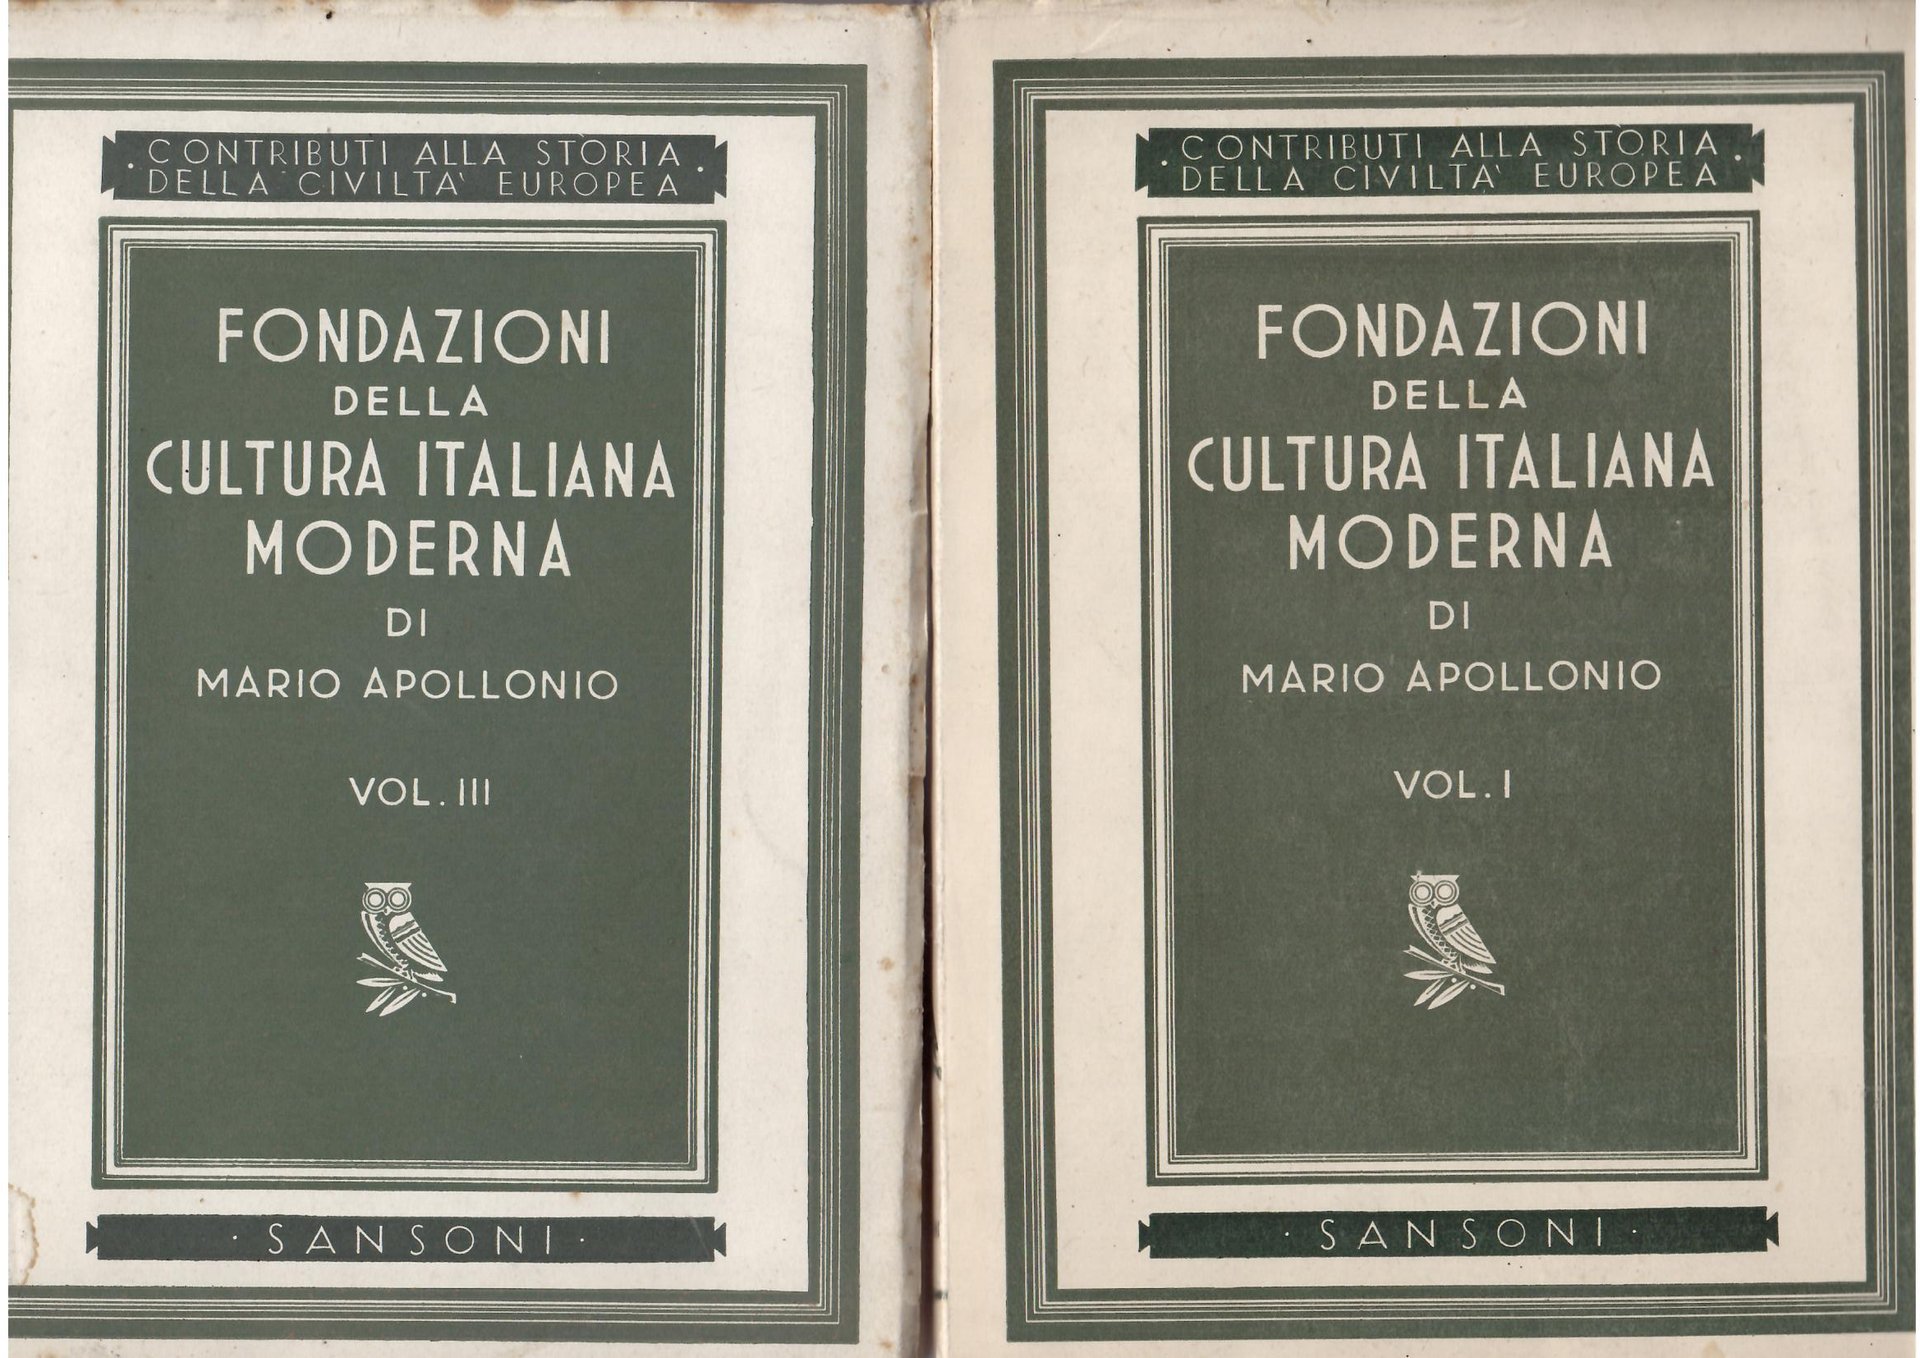 · CONTRIBUTI ALLA STORIA ·
DELLA CIVILTA' EUROPEA
FONDAZIONI
DELLA
CULTURA ITALIANA
MODERNA
DI
MARIO APOLLONIO
VOL. III
· SANSONI ·
· CONTRIBUTI ALLA STORIA ·
DELLA CIVILTA' EUROPEA
FONDAZIONI
DELLA
CULTURA ITALIANA
MODERNA
DI
MARIO APOLLONIO
VOL. I
· SANSONI ·